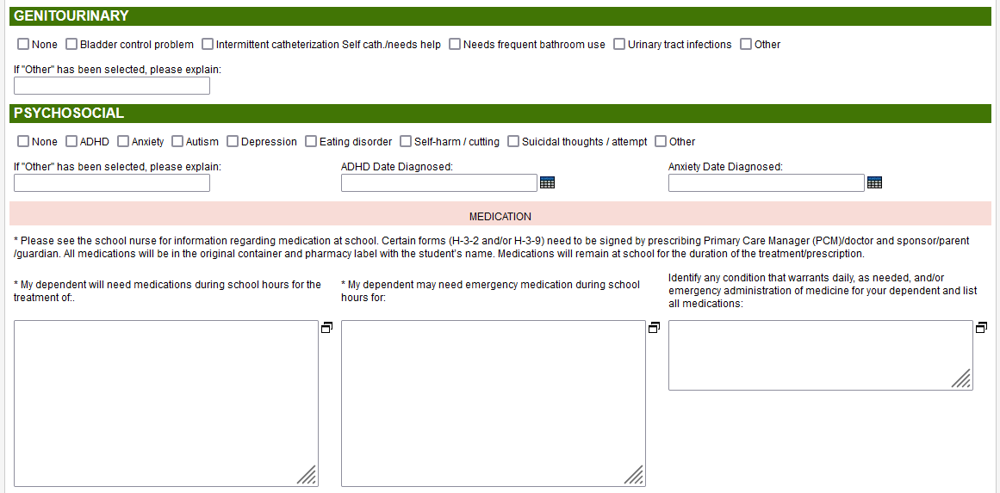 GENITOURINARY
None Bladder control problem Intermittent catheterization Self cath./needs help Needs frequent bathroom use Urinary tract infections Other
If "Other" has been selected, please explain:
PSYCHOSOCIAL
None ADHD Anxiety Autism Depression Eating disorder Self-harm / cutting Suicidal thoughts / attempt Other
If "Other" has been selected, please explain:
ADHD Date Diagnosed:
Anxiety Date Diagnosed:
MEDICATION
* Please see the school nurse for information regarding medication at school. Certain forms (H-3-2 and/or H-3-9) need to be signed by prescribing Primary Care Manager (PCM)/doctor and sponsor/parent
/guardian. All medications will be in the original container and pharmacy label with the student's name. Medications will remain at school for the duration of the treatment/prescription.
* My dependent will need medications during school hours for the
treatment of:.
* My dependent may need emergency medication during school
hours for:
Identify any condition that warrants daily, as needed, and/or
emergency administration of medicine for your dependent and list
all medications: